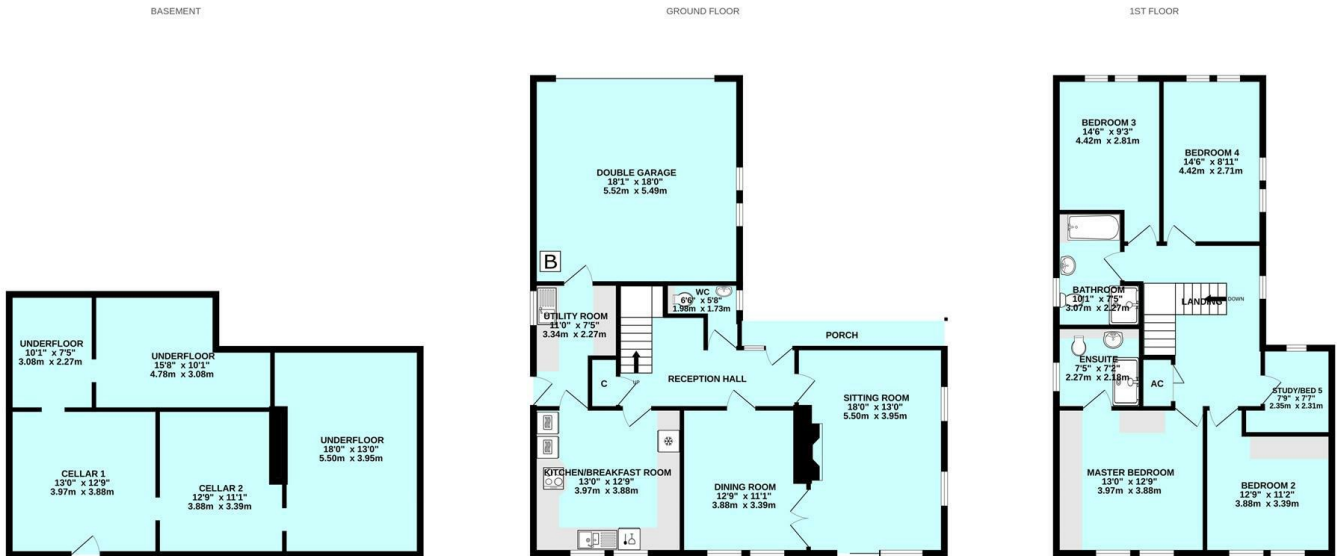 BASEMENT
GROUND FLOOR
1ST FLOOR
UNDERFLOOR
10'1" x 7'5"
3.08m x 2.27m
UNDERFLOOR
15'8" x 10'1"
4.78m x 3.08m
UNDERFLOOR
18'0" x 13'0"
5.50m x 3.95m
CELLAR 1
13'0" x 12'9"
3.97m x 3.88m
CELLAR 2
12'9" x 11'1"
3.88m x 3.39m
DOUBLE GARAGE
18'1" x 18'0"
5.52m x 5.49m
B
WC
6'6" x 5'8"
1.98m x 1.73m
UTILITY ROOM
11'0" x 7'5"
3.34m x 2.27m
PORCH
C
UP
RECEPTION HALL
SITTING ROOM
18'0" x 13'0"
5.50m x 3.95m
KITCHEN/BREAKFAST ROOM
13'0" x 12'9"
3.97m x 3.88m
DINING ROOM
12'9" x 11'1"
3.88m x 3.39m
BEDROOM 3
14'6" x 9'3"
4.42m x 2.81m
BEDROOM 4
14'6" x 8'11"
4.42m x 2.71m
BATHROOM
10'1" x 7'5"
3.07m x 2.27m
LANDING
DOWN
ENSUITE
7'5" x 7'2"
2.27m x 2.18m
AC
STUDY/BED 5
7'9" x 7'7"
2.35m x 2.31m
MASTER BEDROOM
13'0" x 12'9"
3.97m x 3.88m
BEDROOM 2
12'9" x 11'2"
3.88m x 3.39m